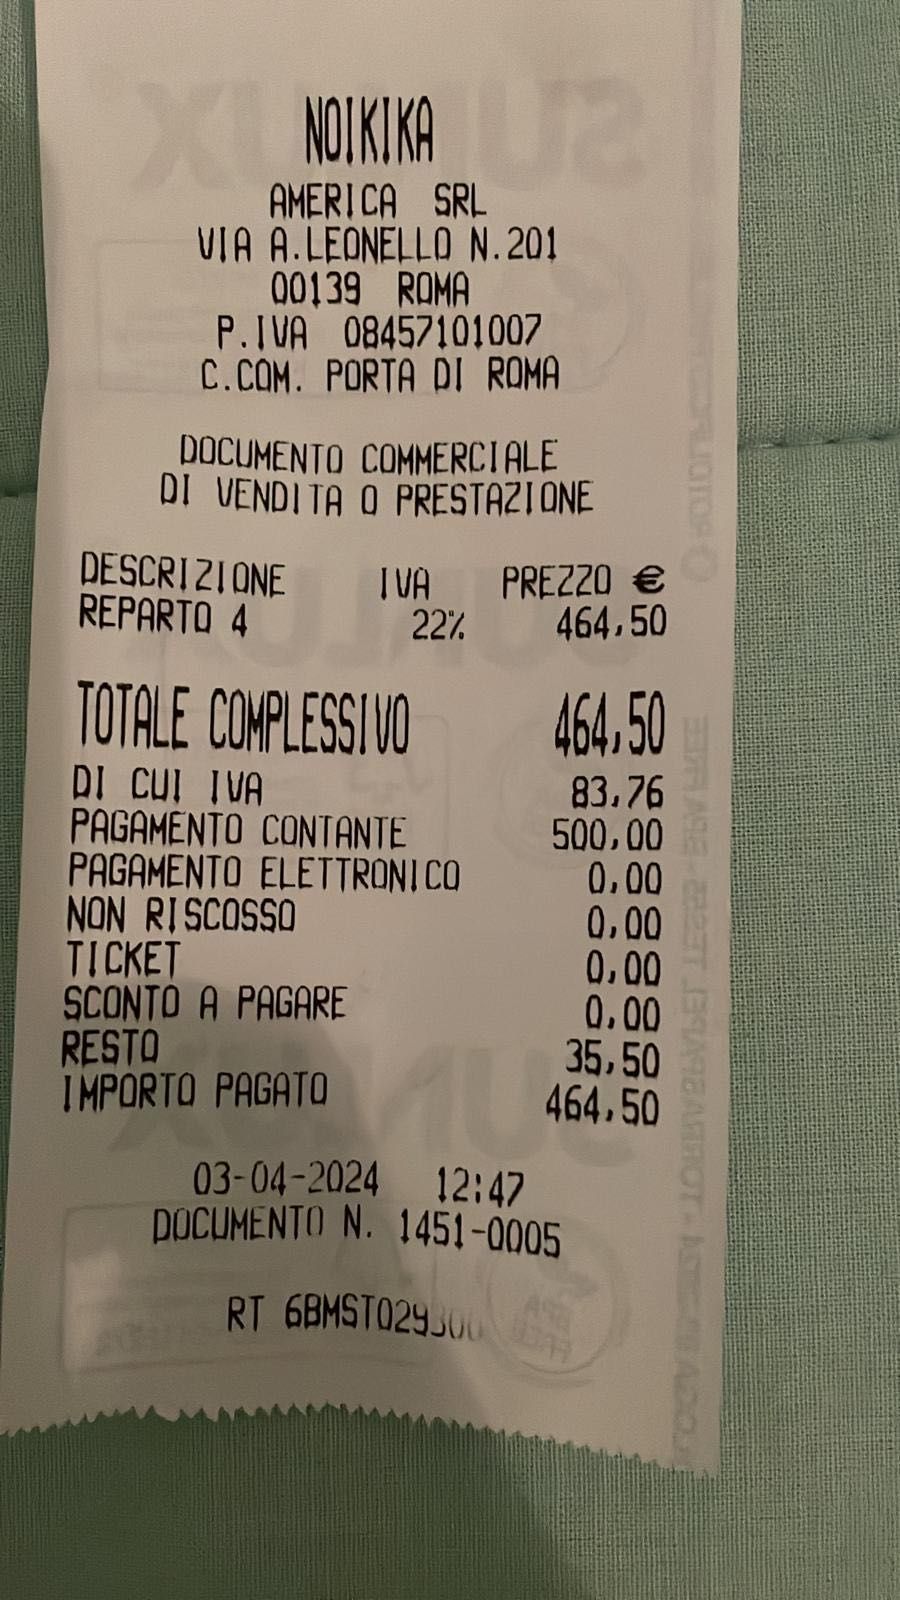 NOIKIKA
AMERICA SRL
VIA A.LEONELLO N.201
00139 ROMA
P.IVA 08457101007
C.COM. PORTA DI ROMA
DOCUMENTO COMMERCIALE
DI VENDITA O PRESTAZIONE
DESCRIZIONE IVA PREZZO €
REPARTO 4 22% 464,50
TOTALE COMPLESSIVO 464,50
DI CUI IVA 83,76
PAGAMENTO CONTANTE 500,00
PAGAMENTO ELETTRONICO 0,00
NON RISCOSSO 0,00
TICKET 0,00
SCONTO A PAGARE 0,00
RESTO 35,50
IMPORTO PAGATO 464,50
03-04-2024 12:47
DOCUMENTO N. 1451-0005
RT